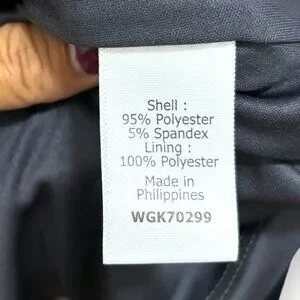 Shell :
95% Polyester
5% Spandex
Lining :
100% Polyester
Made in
Philippines
WGK70299